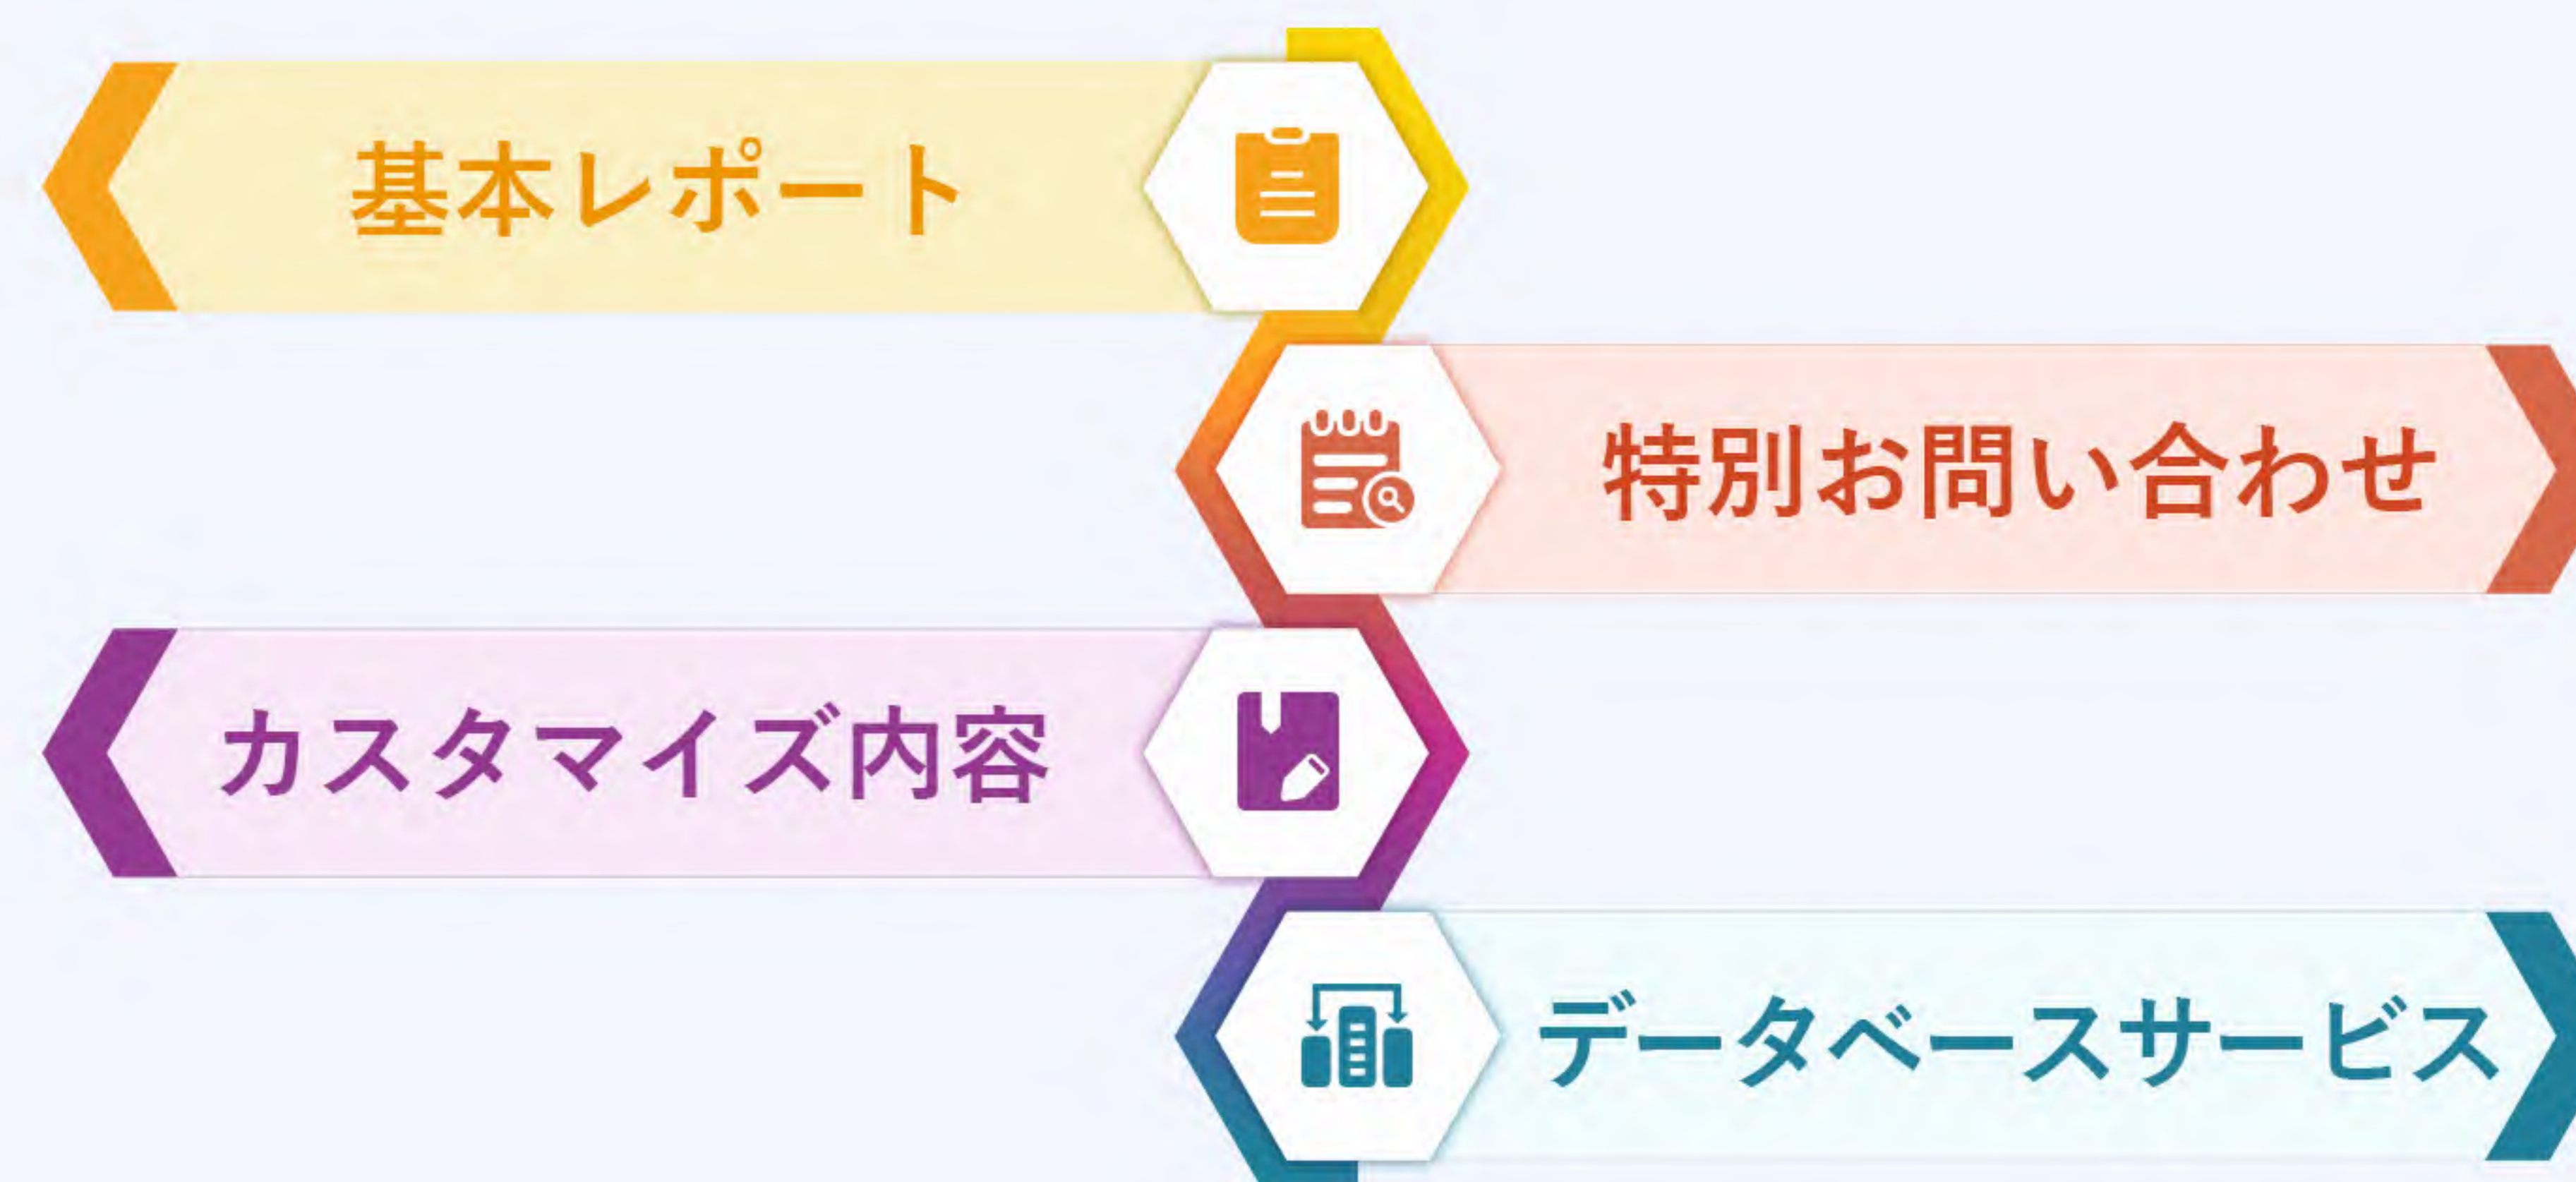 基本レポート
特別お問い合わせ
カスタマイズ内容
データベースサービス